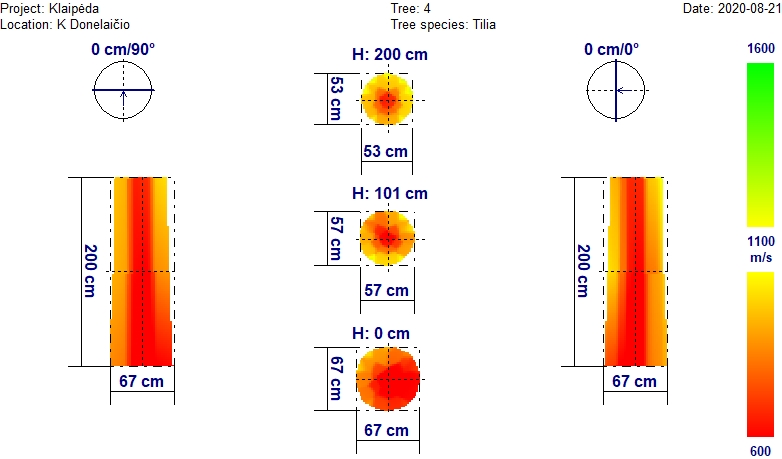 Project: Klaipėda Tree: 4 Date: 2020-08-21
Location: K Donelaičio Tree species: Tilia
0 cm/90°
H: 200 cm
0 cm/0°
1600
53 cm
53 cm
H: 101 cm
57 cm
57 cm
200 cm
200 cm
1100
m/s
H: 0 cm
67 cm
67 cm
67 cm
67 cm
600